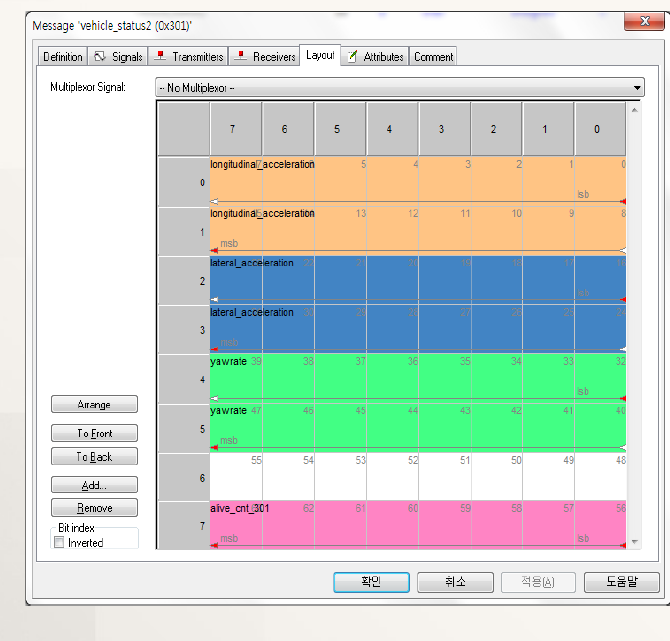 Message 'vehicle_status2 (0x301)'
X
Definition Signals Transmitters Receivers Layout Attributes Comment
Multiplexor Signal: -- No Multiplexor --
7 6 5 4 3 2 1 0
longitudinal_acceleration 5 4 3 2 1 0
0
lsb
longitudinal_acceleration 13 12 11 10 9 8
1
msb
lateral_acceleration
2
lsb
lateral_acceleration
3
msb
yawrate 39 38 37 36 35 34 33 32
4
lsb
yawrate 47 46 45 44 43 42 41 40
5
msb
55 54 53 52 51 50 49 48
6
alive_cnt_301 62 61 60 59 58 57 56
7
msb lsb
Arrange
To Front
To Back
Add...
Remove
Bit index
Inverted
확인 취소 적용(A) 도움말